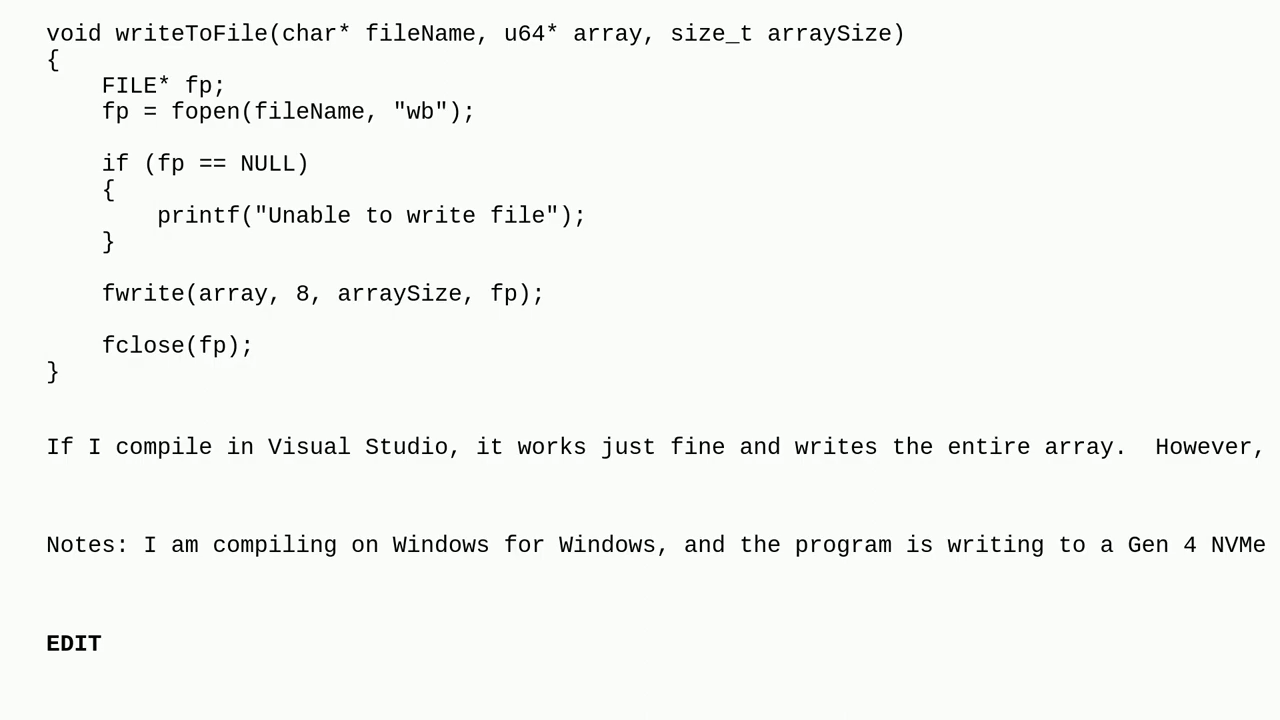 void writeToFile(char* fileName, u64* array, size_t arraySize)
{
    FILE* fp;
    fp = fopen(fileName, "wb");

    if (fp == NULL)
    {
        printf("Unable to write file");
    }

    fwrite(array, 8, arraySize, fp);

    fclose(fp);
}

If I compile in Visual Studio, it works just fine and writes the entire array.  However,

Notes: I am compiling on Windows for Windows, and the program is writing to a Gen 4 NVMe

EDIT